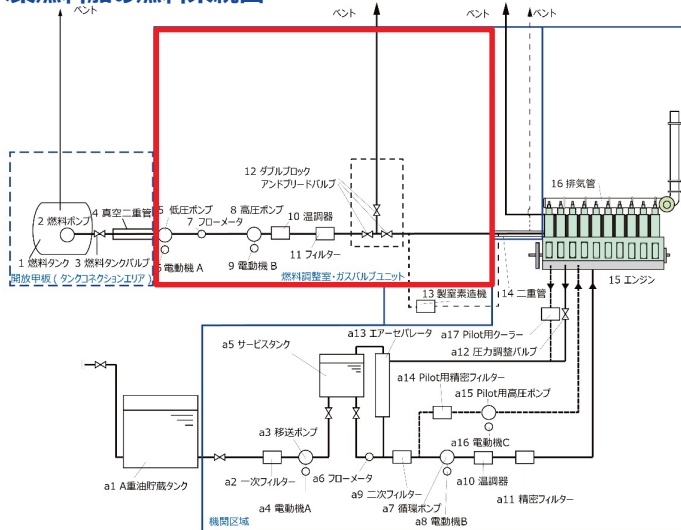 ベント
ベント
ベント
ベント
12 ダブルブロック
アンドブリードバルブ
16 排気管
2 燃料ポンプ
4 真空二重管
5 低圧ポンプ
7 フローメータ
8 高圧ポンプ
10 温調器
11 フィルター
1 燃料タンク
3 燃料タンクバルブ
電動機 A
9 電動機 B
開放甲板(タンクコネクションエリア)
燃料調整室・ガスバルブユニット
13 製窒素造機
14 二重管
15 エンジン
a17 Pilot用クーラー
a12 圧力調整バルブ
a13 エアーセパレータ
a5 サービスタンク
a14 Pilot用精密フィルター
a15 Pilot用高圧ポンプ
a3 移送ポンプ
a16 電動機C
a1 A重油貯蔵タンク
a2 一次フィルター
a6 フローメータ
a9 二次フィルター
a10 温調器
a11 精密フィルター
a7 循環ポンプ
a4 電動機A
a8 電動機B
機関区域